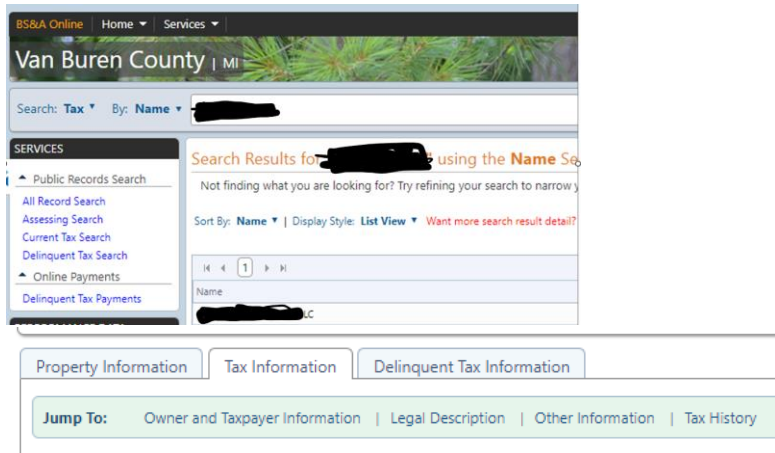 BS&A Online Home Services
Van Buren County | MI
Search: Tax By: Name
SERVICES
Public Records Search
All Record Search
Assessing Search
Current Tax Search
Delinquent Tax Search
Online Payments
Delinquent Tax Payments
Search Results for " using the Name Se
Not finding what you are looking for? Try refining your search to narrow y
Sort By: Name | Display Style: List View Want more search result detail?
1
Name
LC
Property Information Tax Information Delinquent Tax Information
Jump To: Owner and Taxpayer Information | Legal Description | Other Information | Tax History